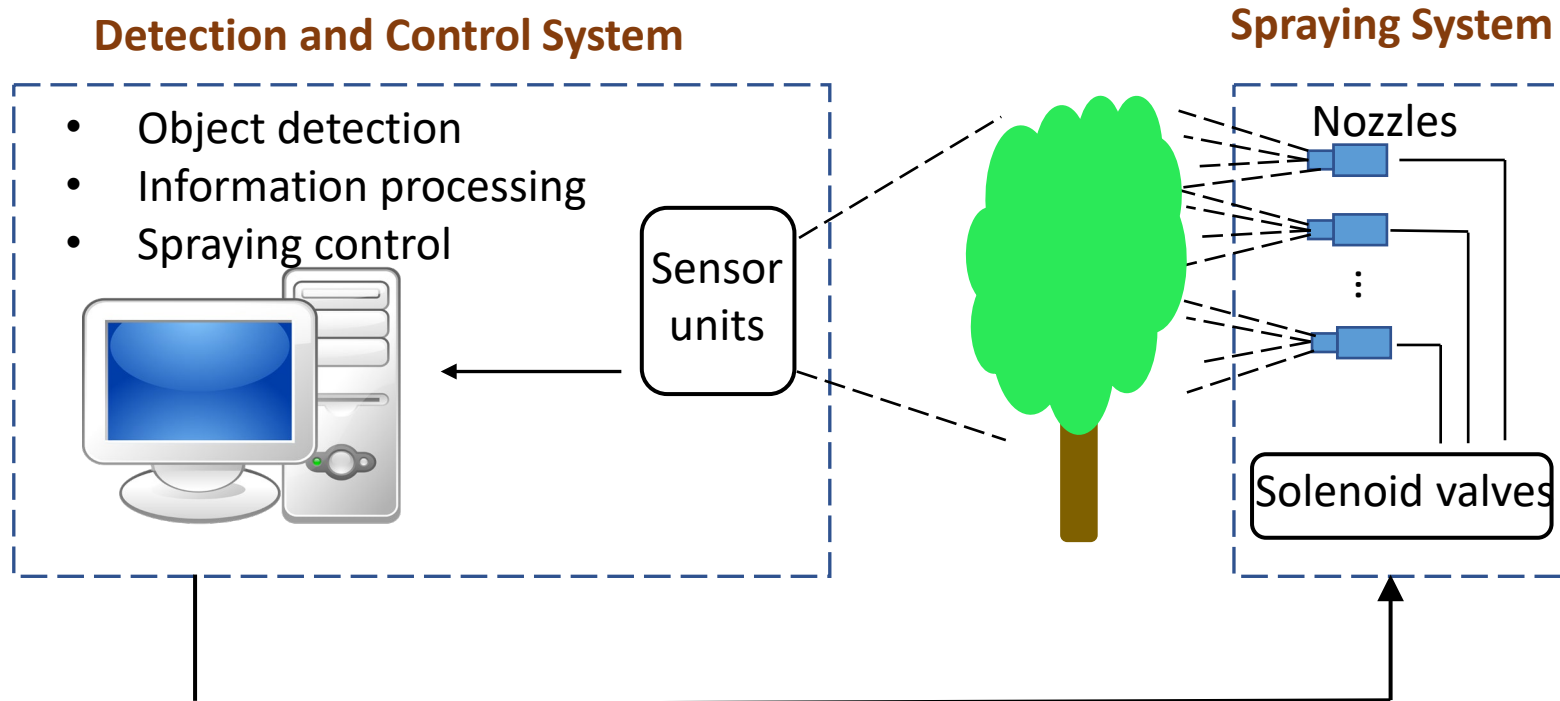 Detection and Control System
Spraying System
• Object detection
• Information processing
• Spraying control
Sensor
units
Nozzles
...
Solenoid valves